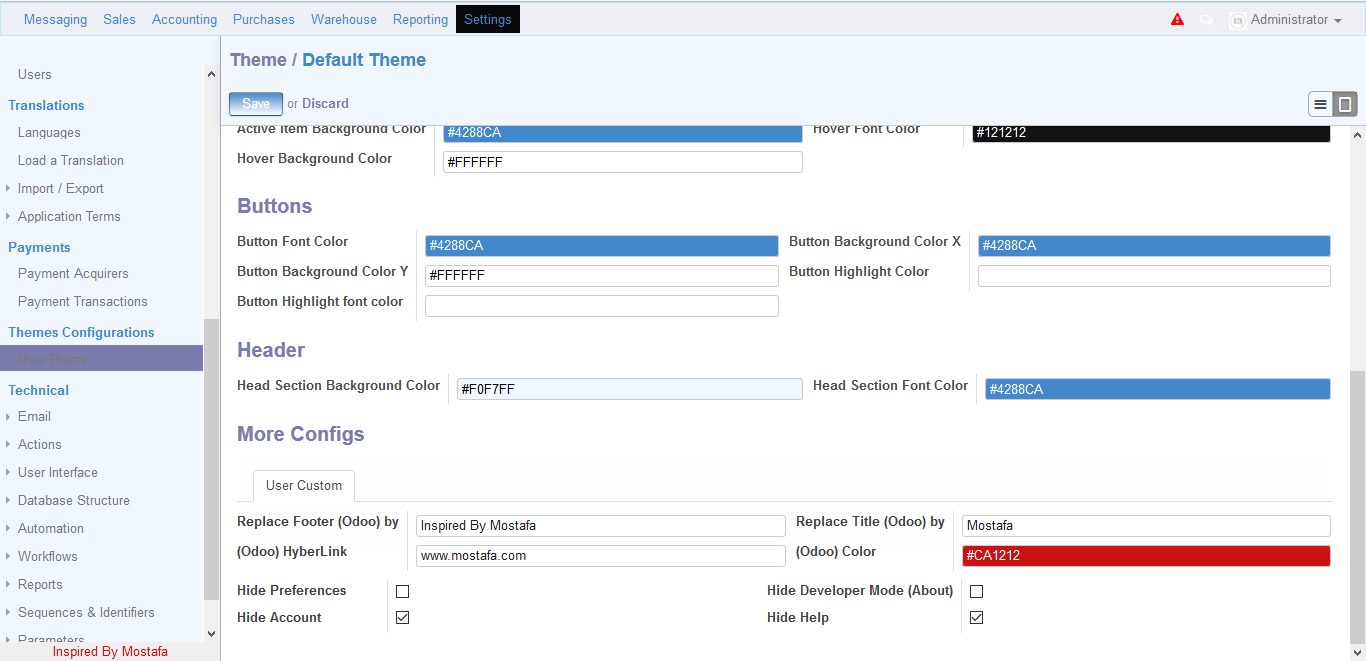 Messaging Sales Accounting Purchases Warehouse Reporting Settings Administrator
Users
Translations
Languages
Load a Translation
Import / Export
Application Terms
Payments
Payment Acquirers
Payment Transactions
Themes Configurations
User Theme
Technical
Email
Actions
User Interface
Database Structure
Automation
Workflows
Reports
Sequences & Identifiers
Parameters
Inspired By Mostafa
Theme / Default Theme
Save or Discard
Active Item Background Color #4288CA Hover Font Color #121212
Hover Background Color #FFFFFF
Buttons
Button Font Color #4288CA Button Background Color X #4288CA
Button Background Color Y #FFFFFF Button Highlight Color
Button Highlight font color
Header
Head Section Background Color #F0F7FF Head Section Font Color #4288CA
More Configs
User Custom
Replace Footer (Odoo) by Inspired By Mostafa Replace Title (Odoo) by Mostafa
(Odoo) HyberLink www.mostafa.com (Odoo) Color #CA1212
Hide Preferences Hide Developer Mode (About)
Hide Account Hide Help